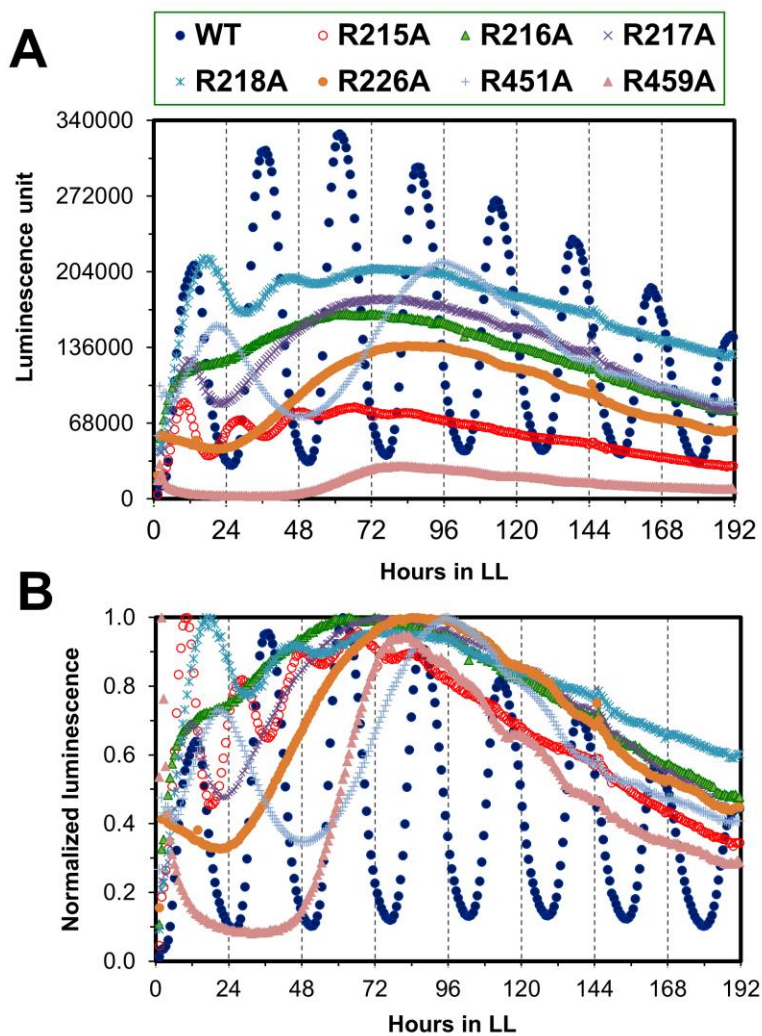 A
WT R215A R216A R217A
R218A R226A R451A R459A
Luminescence unit
340000
272000
204000
136000
68000
0
0 24 48 72 96 120 144 168 192
Hours in LL
B
Normalized luminescence
1.0
0.8
0.6
0.4
0.2
0.0
0 24 48 72 96 120 144 168 192
Hours in LL